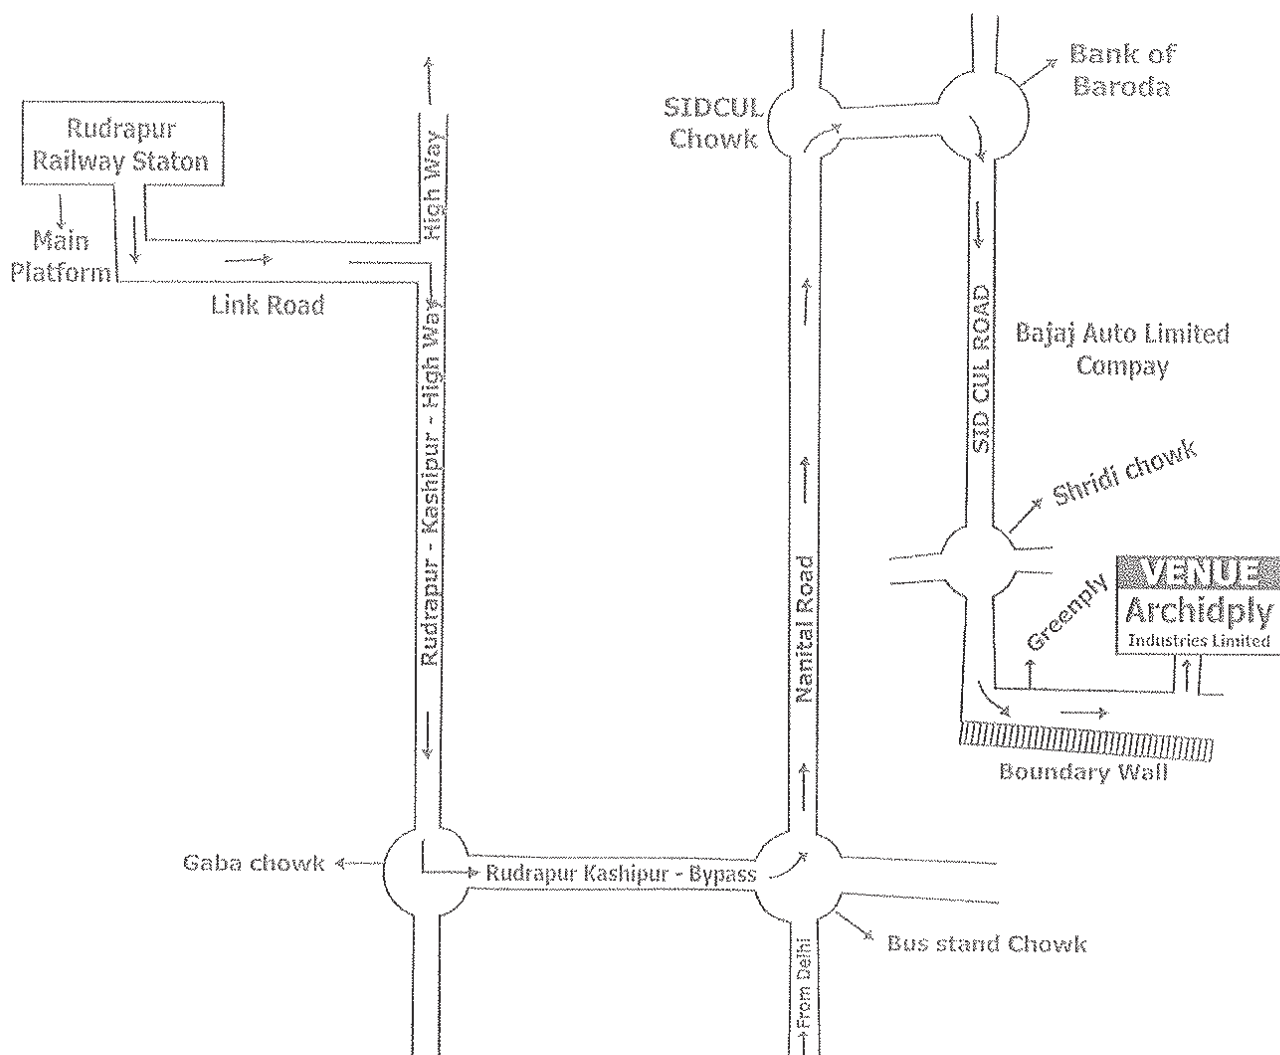 Bank of
Baroda
SIDCUL
Chowk
Rudrapur
Railway Staton
Main
Platform
Link Road
High Way
Rudrapur - Kashipur - High Way
SID CUL ROAD
Bajaj Auto Limited
Compay
Shridi chowk
Nanital Road
Greenply
VENUE
Archidply
Industries Limited
Boundary Wall
Gaba chowk
Rudrapur Kashipur - Bypass
Bus stand Chowk
From Delhi